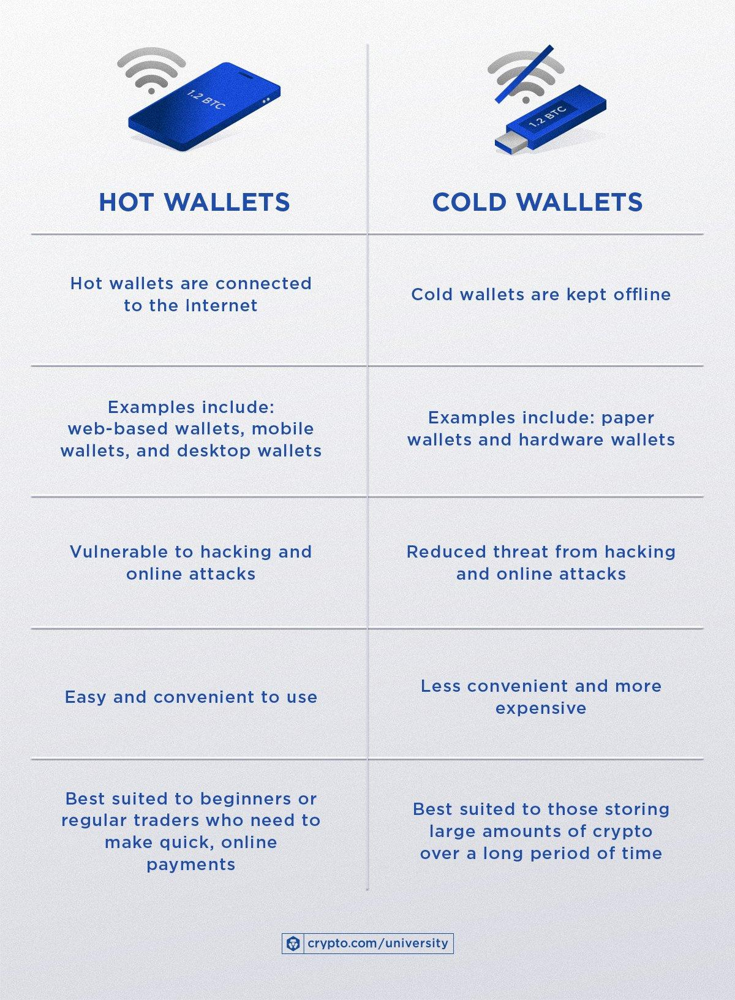 1.2 BTC
1.2 BTC
HOT WALLETS
COLD WALLETS
Hot wallets are connected
to the Internet
Cold wallets are kept offline
Examples include:
web-based wallets, mobile
wallets, and desktop wallets
Examples include: paper
wallets and hardware wallets
Vulnerable to hacking and
online attacks
Reduced threat from hacking
and online attacks
Easy and convenient to use
Less convenient and more
expensive
Best suited to beginners or
regular traders who need to
make quick, online
payments
Best suited to those storing
large amounts of crypto
over a long period of time
crypto.com/university